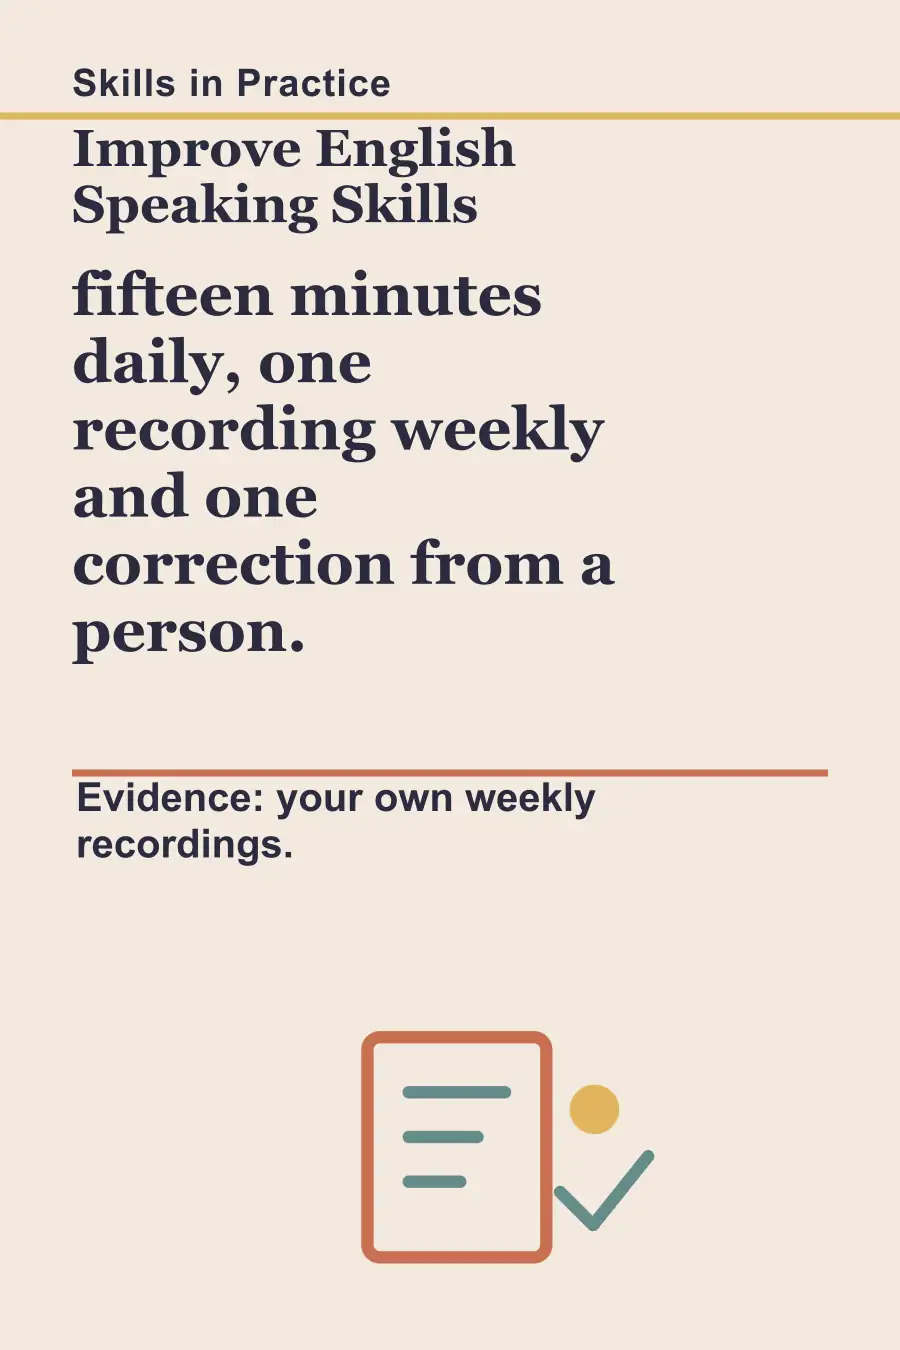 Skills in Practice
Improve English
Speaking Skills
fifteen minutes
daily, one
recording weekly
and one
correction from a
person.
Evidence: your own weekly
recordings.